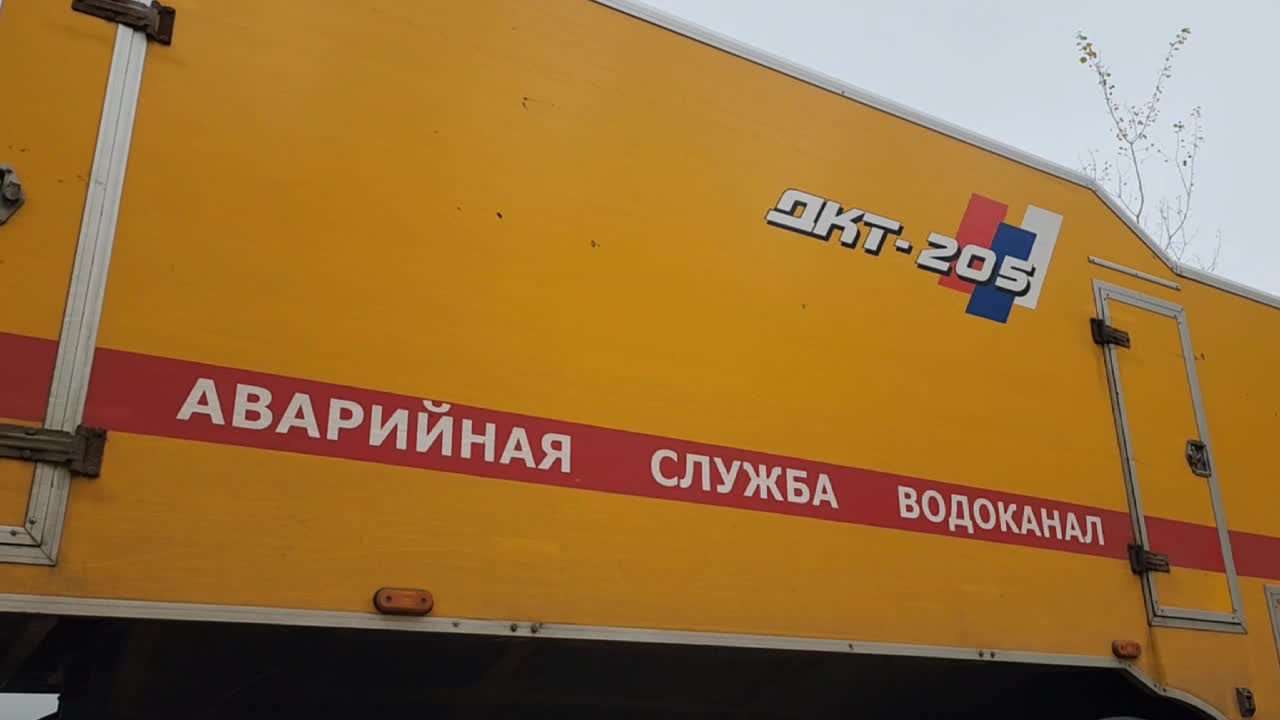 ДКТ-205
АВАРИЙНАЯ СЛУЖБА ВОДОКАНАЛ